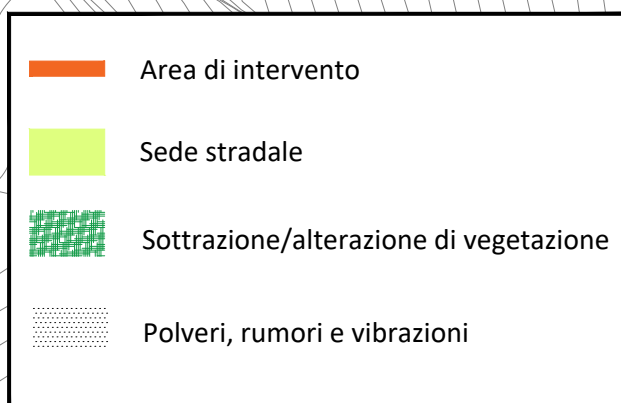 Area di intervento
Sede stradale
Sottrazione/alterazione di vegetazione
Polveri, rumori e vibrazioni